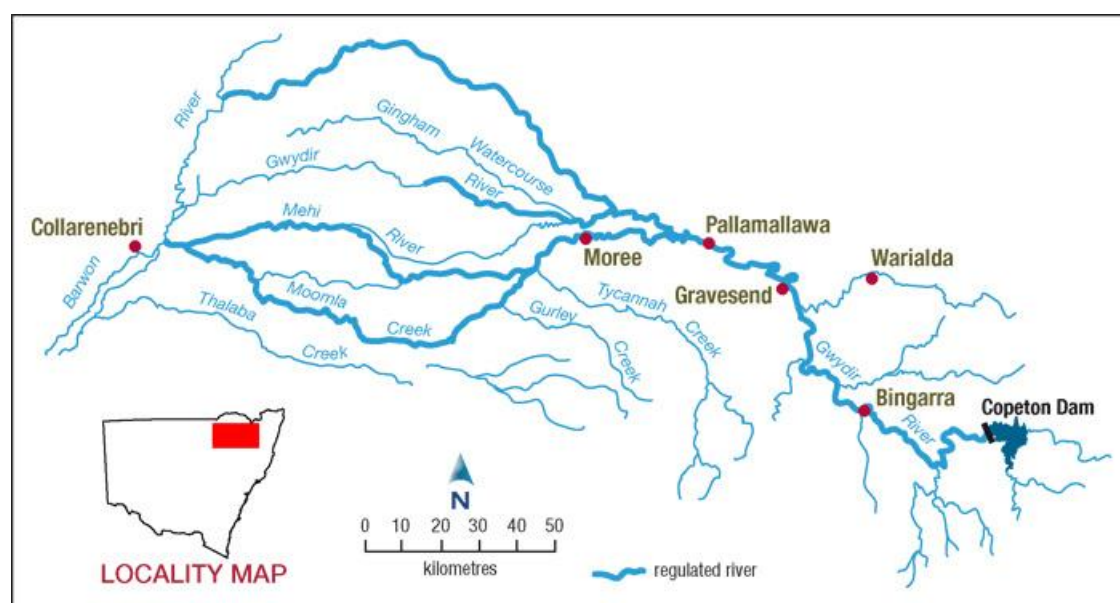 River
Gingham
Watercourse
Gwydir
River
Collarenebri
Mehi
River
Barwon
Moree
Pallamallawa
Warialda
Gravesend
Moomla
Creek
Thalaba
Creek
Gurley
Creek
Tycannah
Creek
Gwydir
River
Bingarra
Copeton Dam
N
0 10 20 30 40 50
kilometres
regulated river
LOCALITY MAP